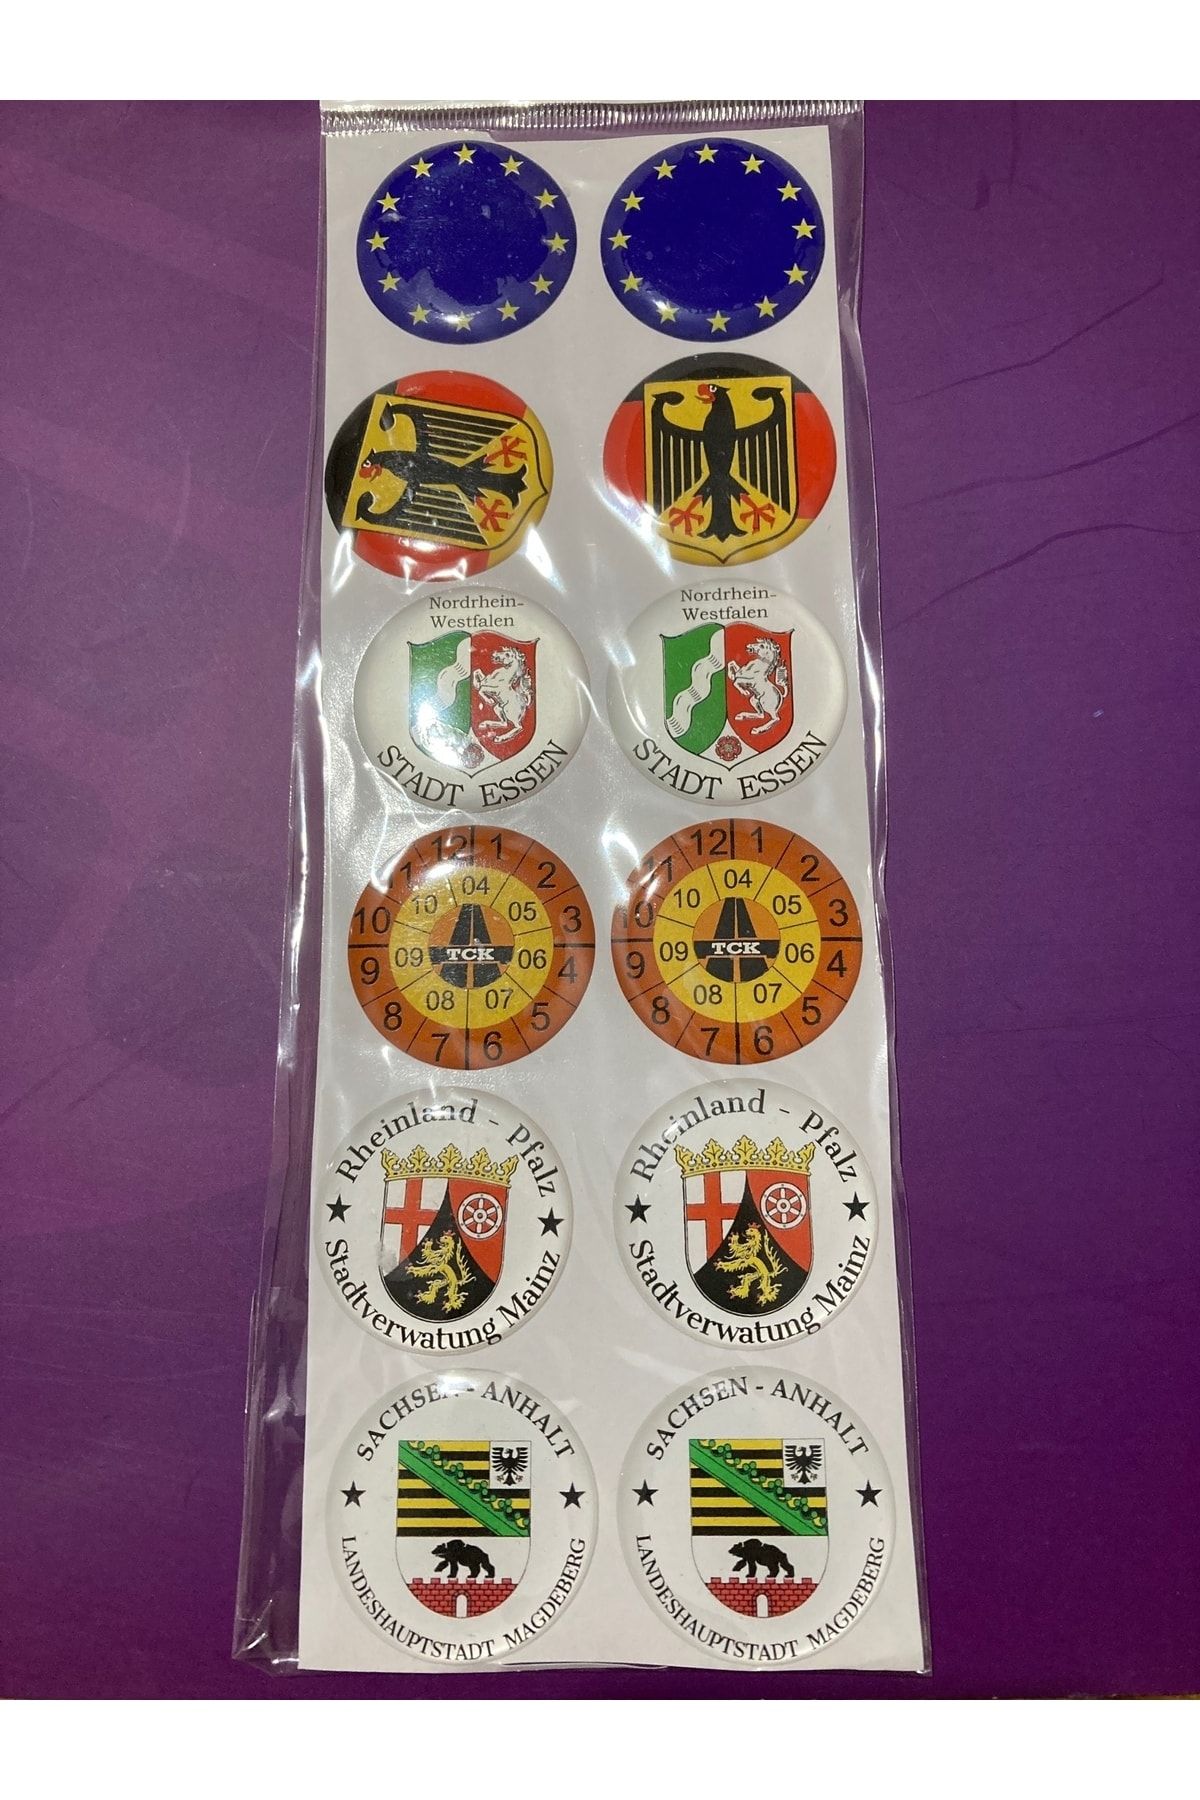 Nordrhein-
Westfalen
STADT ESSEN
Nordrhein-
Westfalen
STADT ESSEN
12 1 2 3 4 5 6 7 8 9 10 11
04 05 06 07 08 09 10
TCK
12 1 2 3 4 5 6 7 8 9 10 11
04 05 06 07 08 09 10
TCK
Rheinland - Pfalz
Stadtverwatung Mainz
Rheinland - Pfalz
Stadtverwatung Mainz
SACHSEN - ANHALT
LANDESHAUPTSTADT MAGDEBERG
SACHSEN - ANHALT
LANDESHAUPTSTADT MAGDEBERG